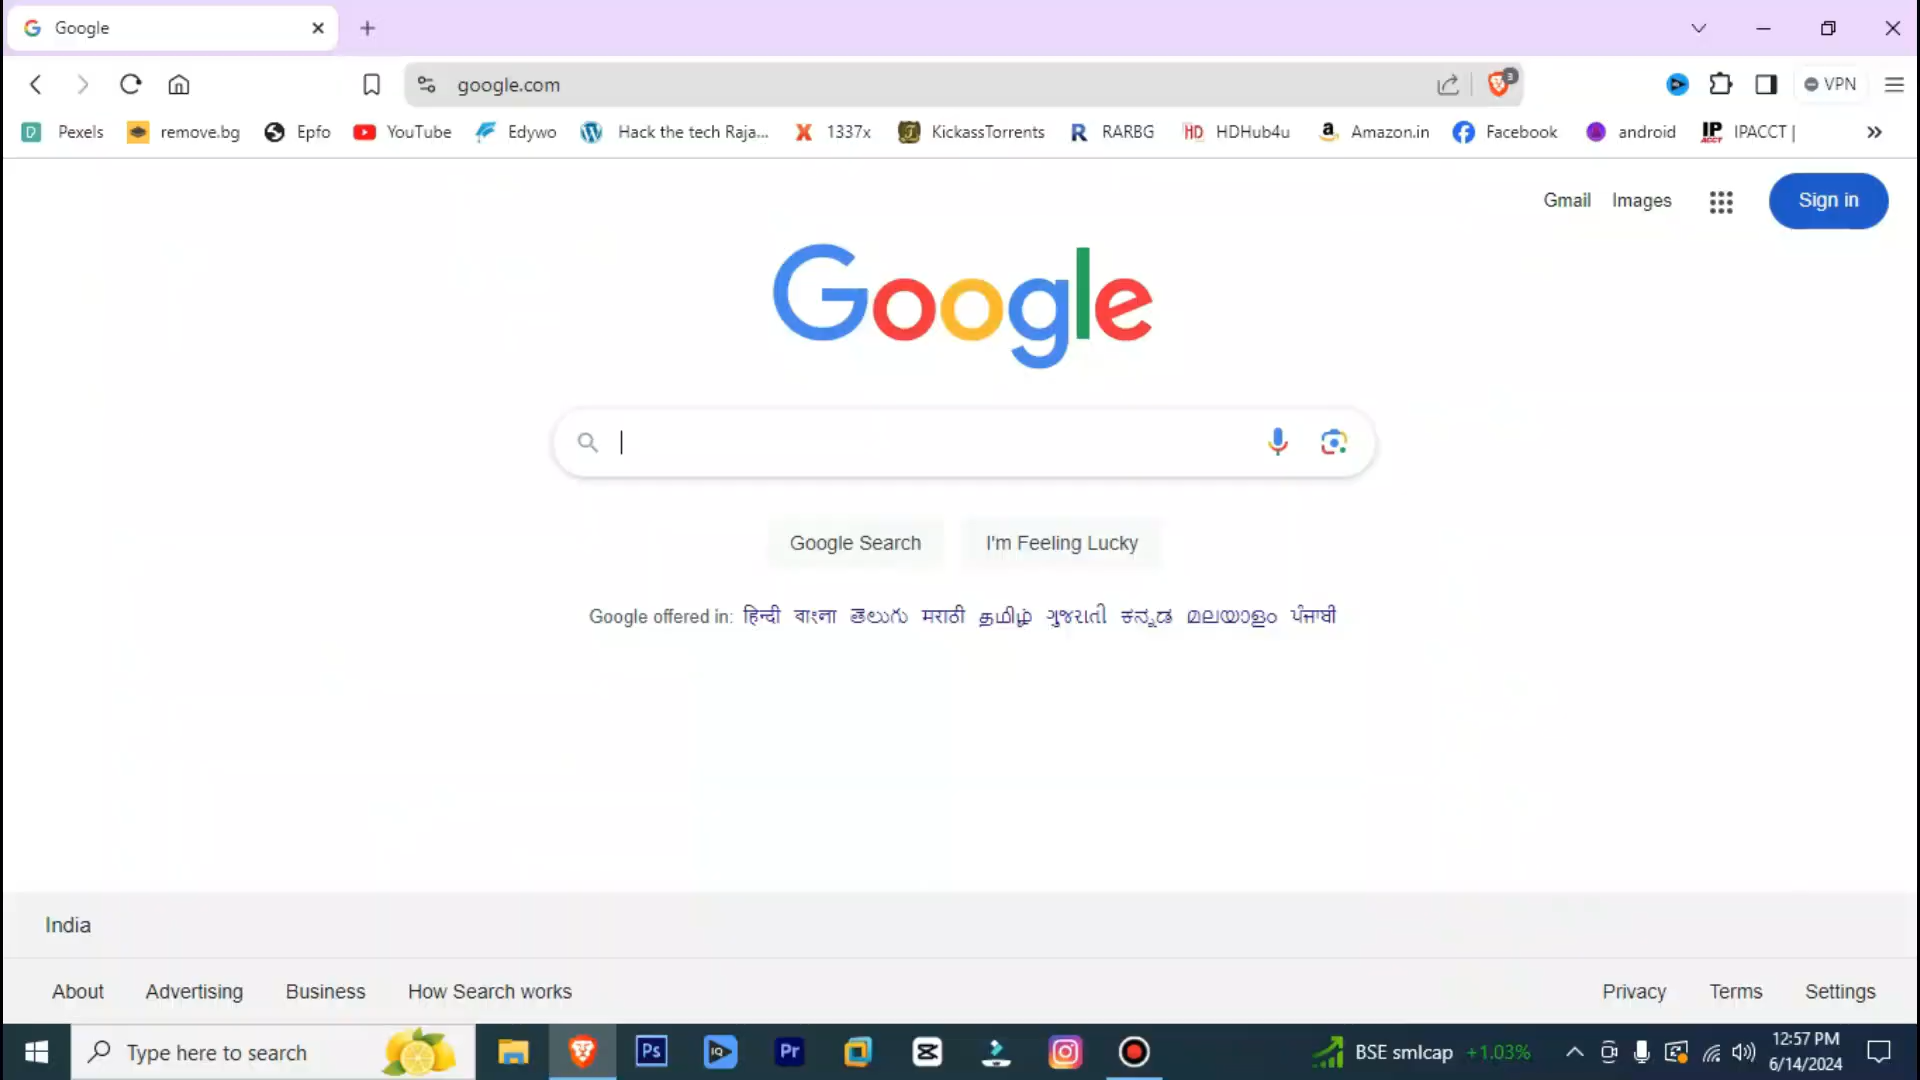 Google
google.com
VPN
Pexels remove.bg Epfo YouTube Edywo Hack the tech Raja... 1337x KickassTorrents RARBG HDHub4u Amazon.in Facebook android IPACCT |
Gmail Images Sign in
Google
Google Search I'm Feeling Lucky
Google offered in: हिन्दी বাংলা తెలుగు मराठी தமிழ் ગુજરાતી ಕನ್ನಡ മലയാളം ਪੰਜਾਬੀ
India
About Advertising Business How Search works Privacy Terms Settings
Type here to search Ps IQ Pr BSE smlcap +1.03% 12:57 PM
6/14/2024